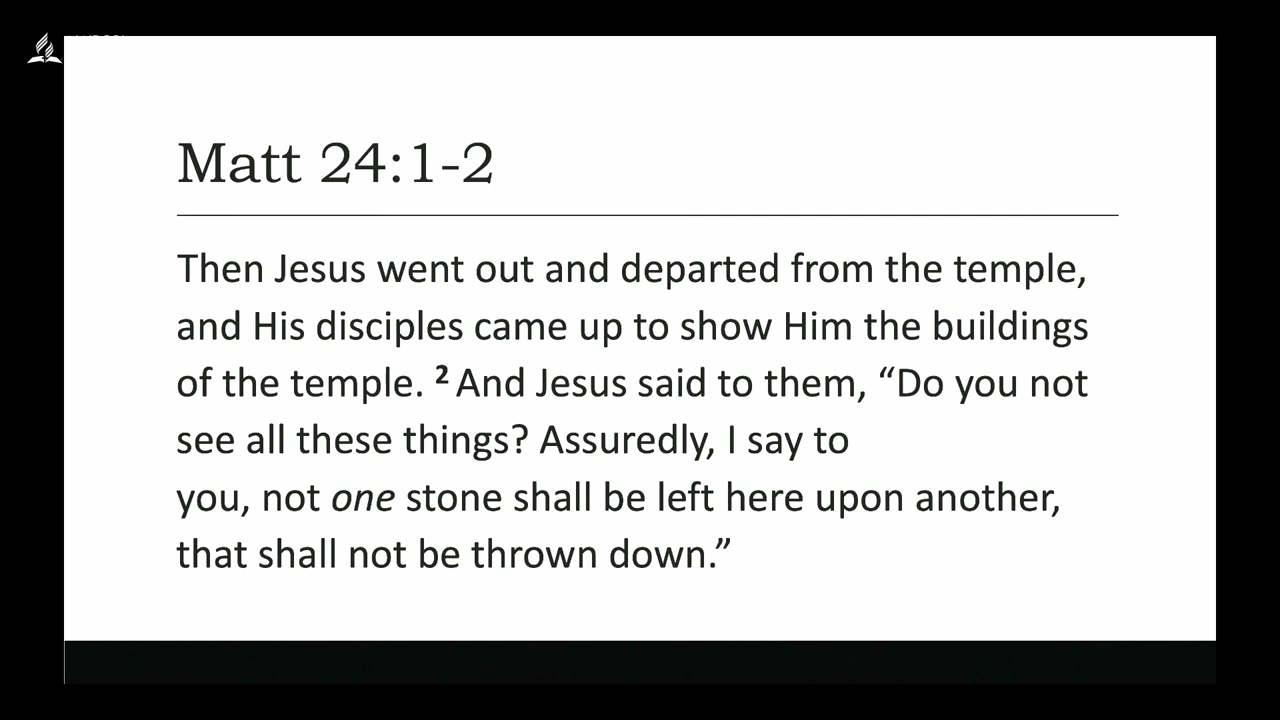 Matt 24:1-2
Then Jesus went out and departed from the temple,
and His disciples came up to show Him the buildings
of the temple. 2 And Jesus said to them, “Do you not
see all these things? Assuredly, I say to
you, not one stone shall be left here upon another,
that shall not be thrown down.”